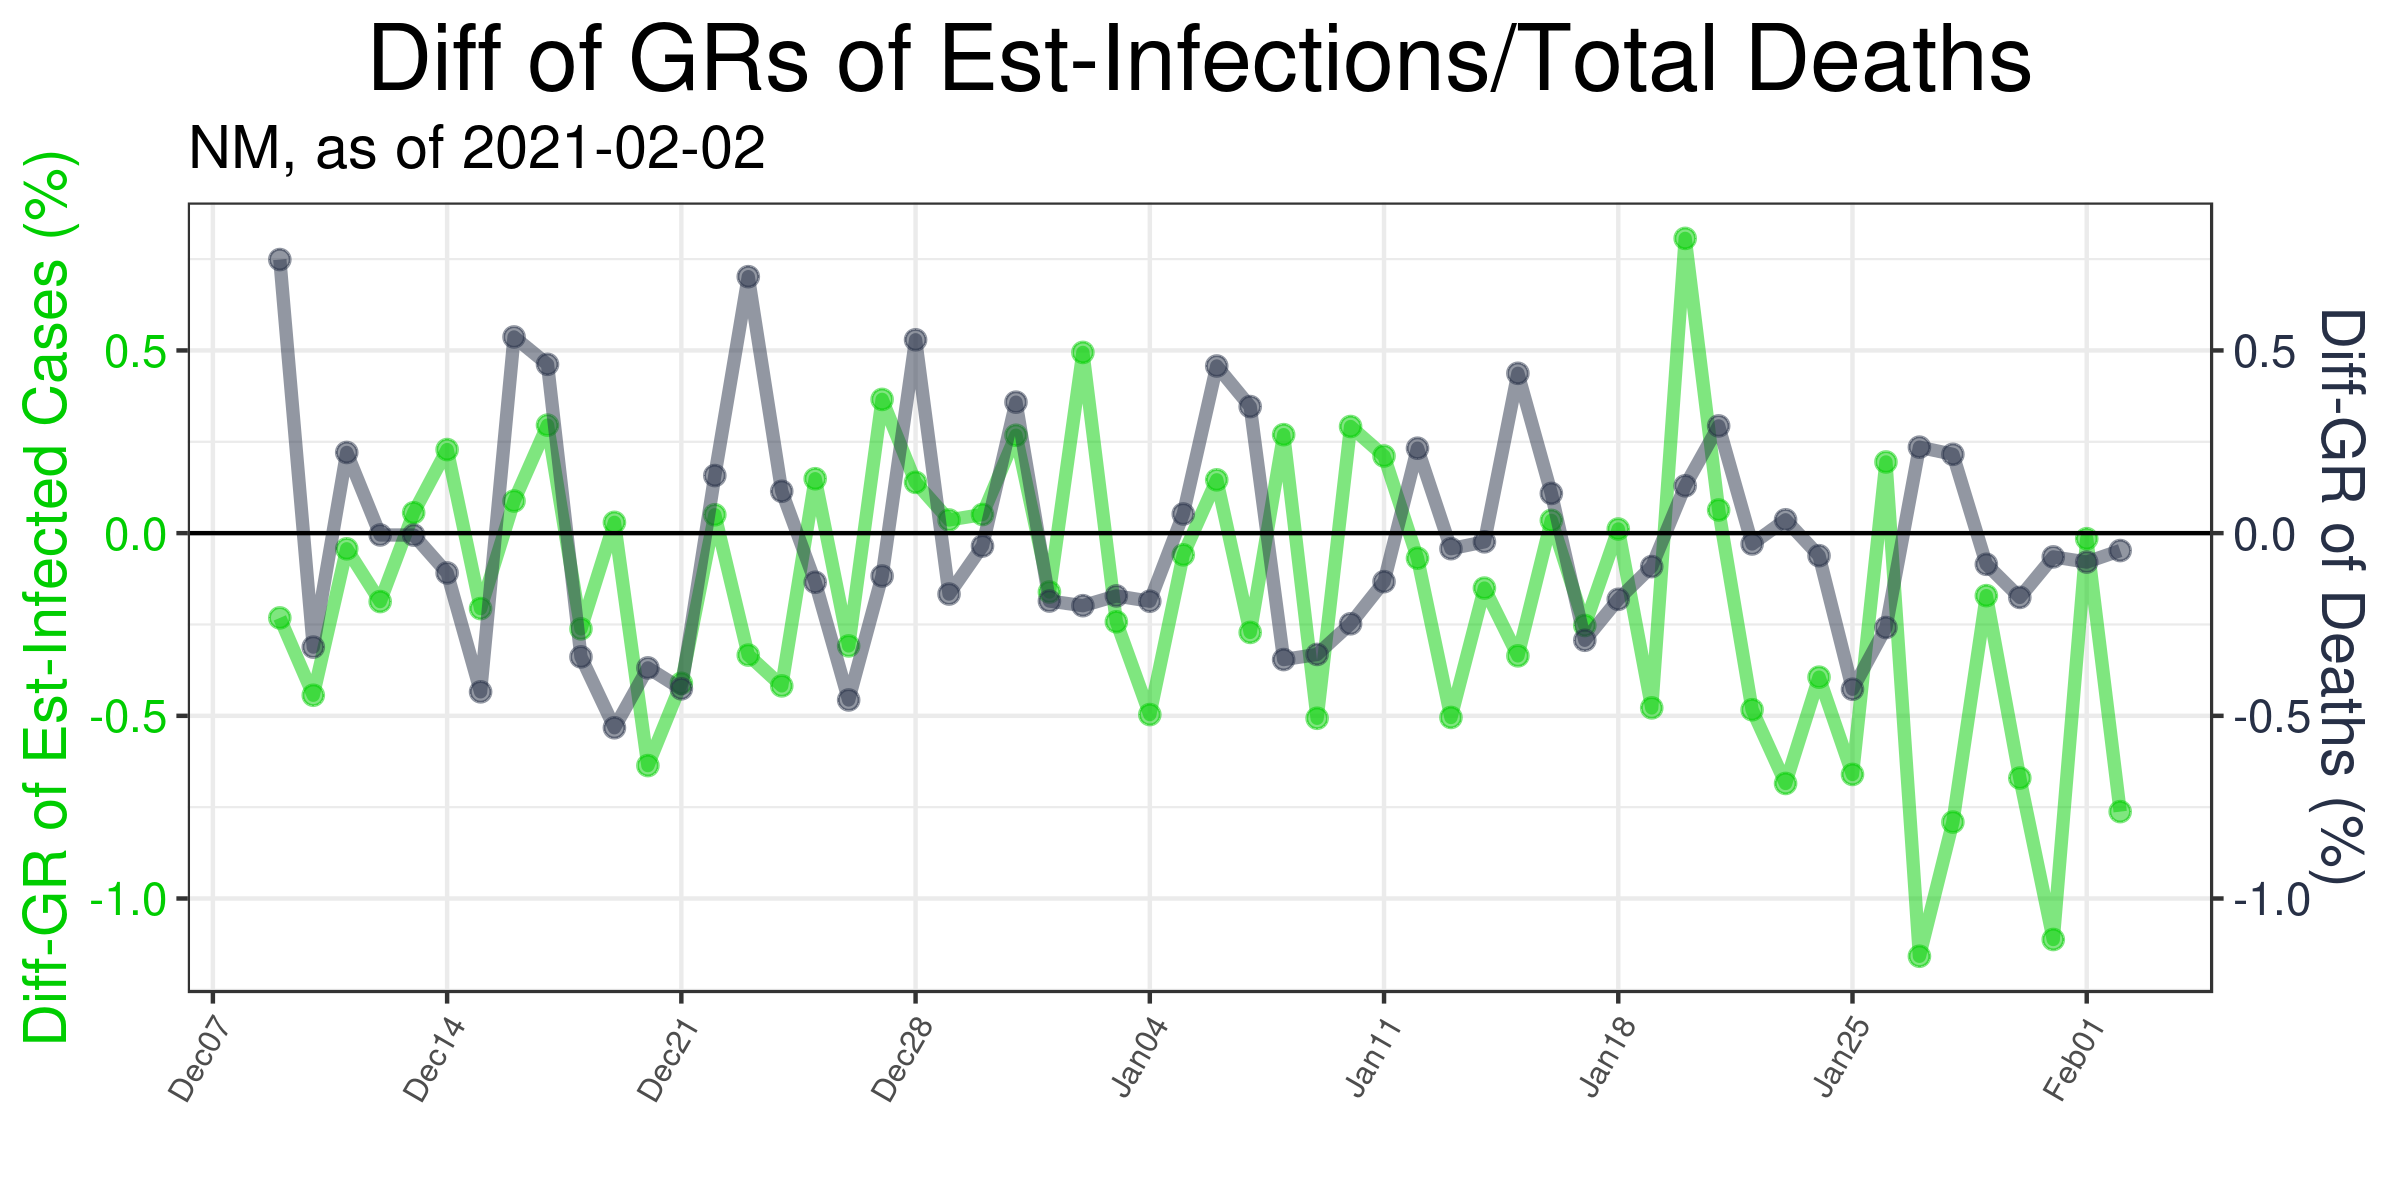 Diff of GRs of Est-Infections/Total Deaths
NM, as of 2021-02-02
Diff-GR of Est-Infected Cases (%)
0.5
0.0
-0.5
-1.0
0.5
0.0
-0.5
-1.0
Diff-GR of Deaths (%)
Dec07
Dec14
Dec21
Dec28
Jan04
Jan11
Jan18
Jan25
Feb01